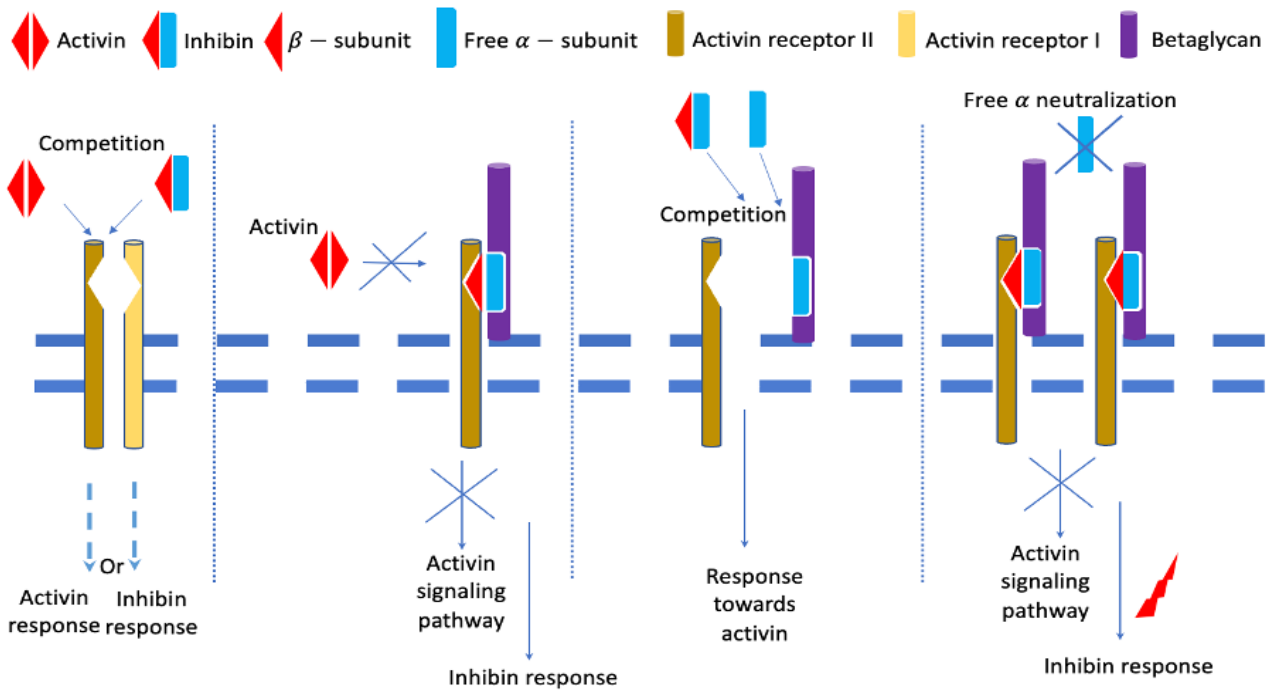 Activin Inhibin β − subunit Free α − subunit Activin receptor II Activin receptor I Betaglycan
Competition
Activin
Or
Activin
response
Inhibin
response
Activin
signaling
pathway
Inhibin response
Competition
Response
towards
activin
Free α neutralization
Activin
signaling
pathway
Inhibin response